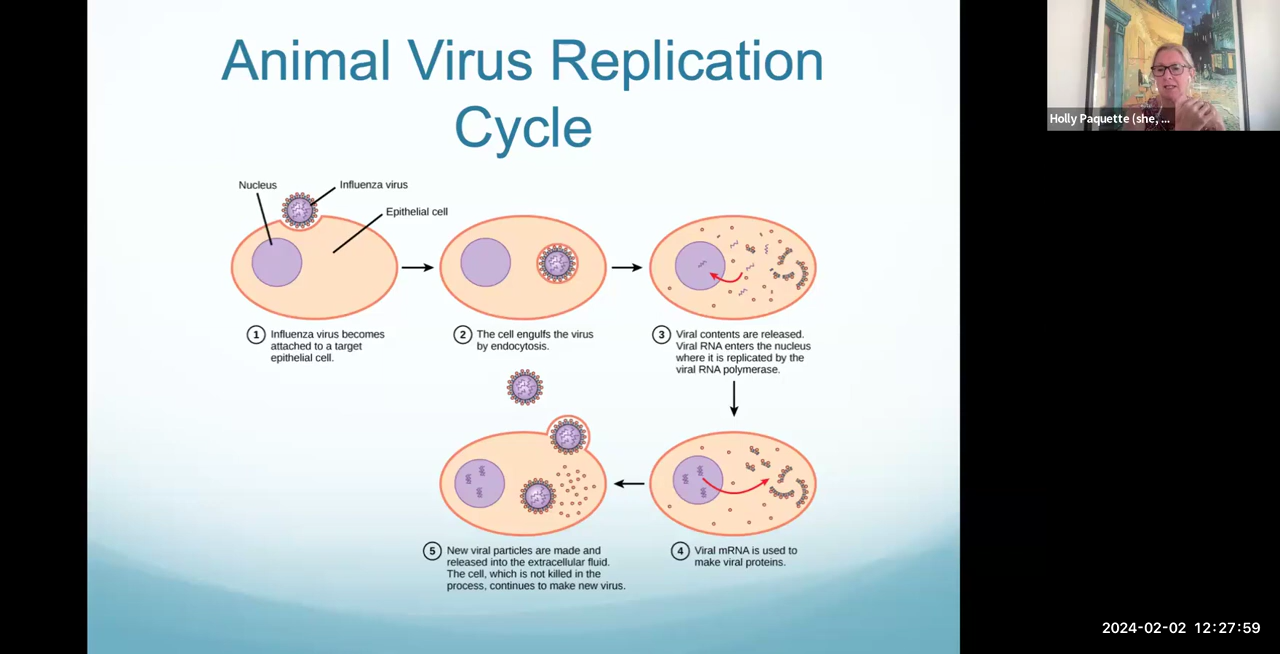 Animal Virus Replication
Cycle
Holly Paquette (she, ...
Nucleus
Influenza virus
Epithelial cell
1 Influenza virus becomes
attached to a target
epithelial cell.
2 The cell engulfs the virus
by endocytosis.
3 Viral contents are released.
Viral RNA enters the nucleus
where it is replicated by the
viral RNA polymerase.
5 New viral particles are made and
released into the extracellular fluid.
The cell, which is not killed in the
process, continues to make new virus.
4 Viral mRNA is used to
make viral proteins.
2024-02-02 12:27:59